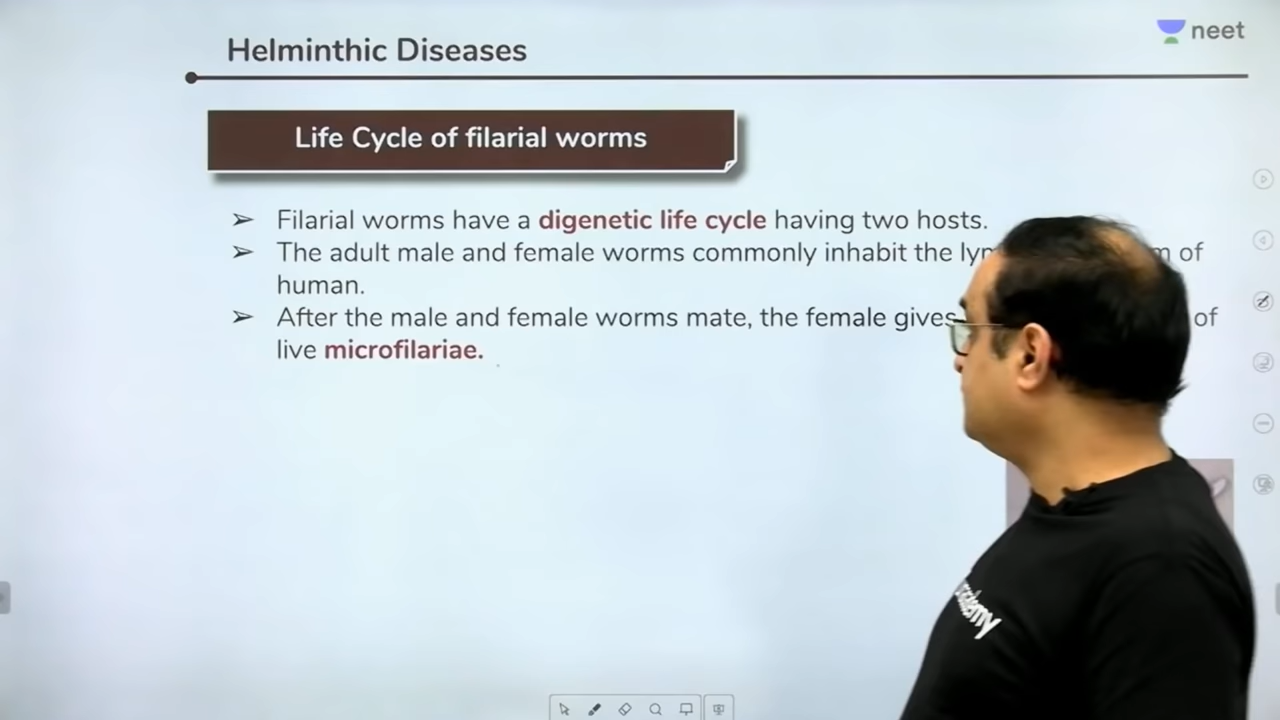 neet
Helminthic Diseases
Life Cycle of filarial worms
➢ Filarial worms have a digenetic life cycle having two hosts.
➢ The adult male and female worms commonly inhabit the of
human.
➢ After the male and female worms mate, the female gives of
live microfilariae.